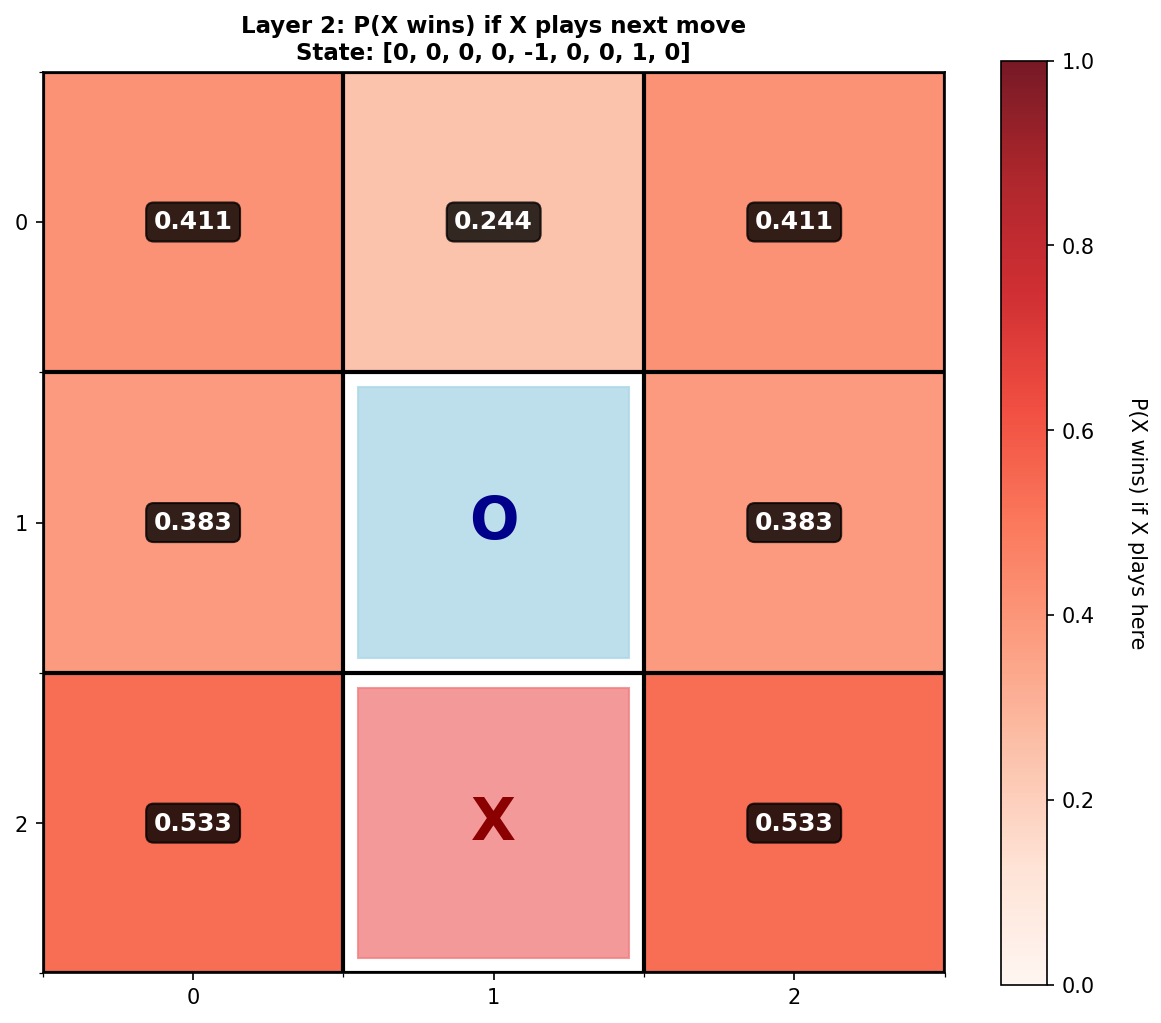 Layer 2: P(X wins) if X plays next move
State: [0, 0, 0, 0, -1, 0, 0, 1, 0]
0.411 0.244 0.411
0.383 O 0.383
0.533 X 0.533
0
1
2
0 1 2
1.0
0.8
0.6
0.4
0.2
0.0
P(X wins) if X plays here